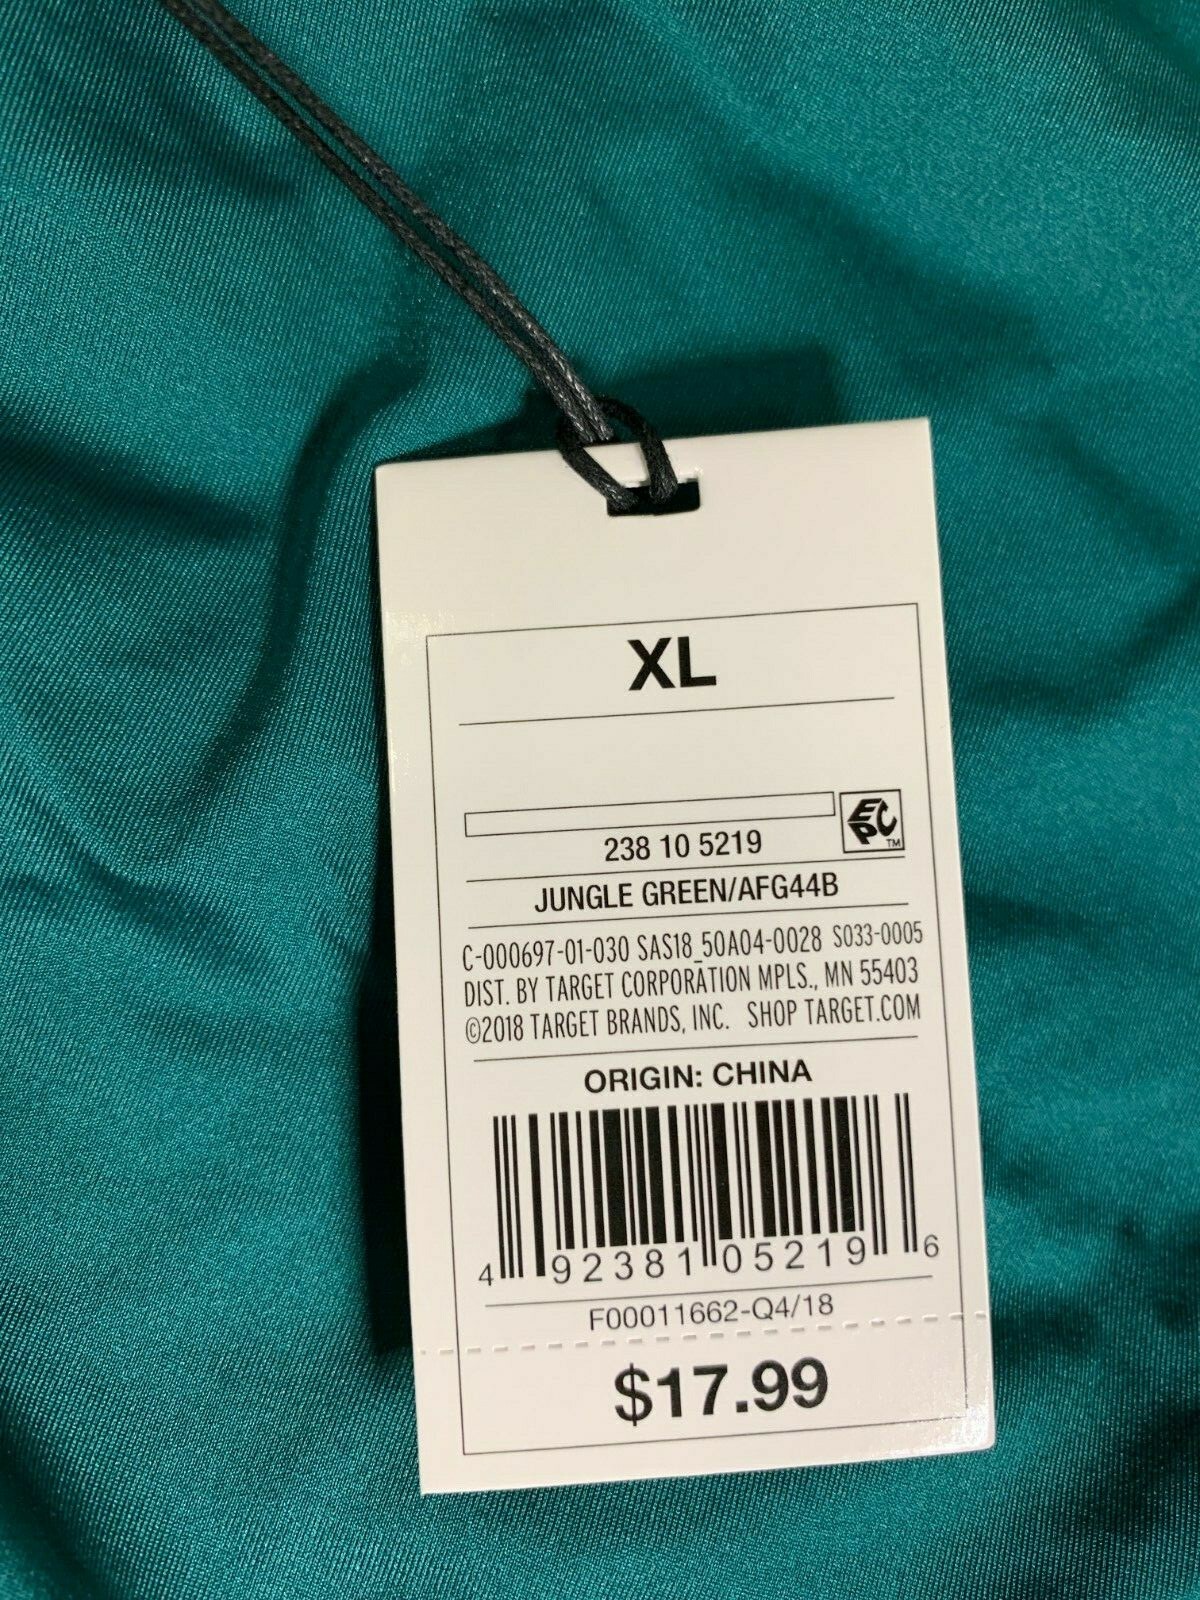 XL
EPC™
238 10 5219
JUNGLE GREEN/AFG44B
C-000697-01-030 SAS18_50A04-0028 S033-0005
DIST. BY TARGET CORPORATION MPLS., MN 55403
©2018 TARGET BRANDS, INC. SHOP TARGET.COM
ORIGIN: CHINA
4 92381 05219 6
F00011662-Q4/18
$17.99